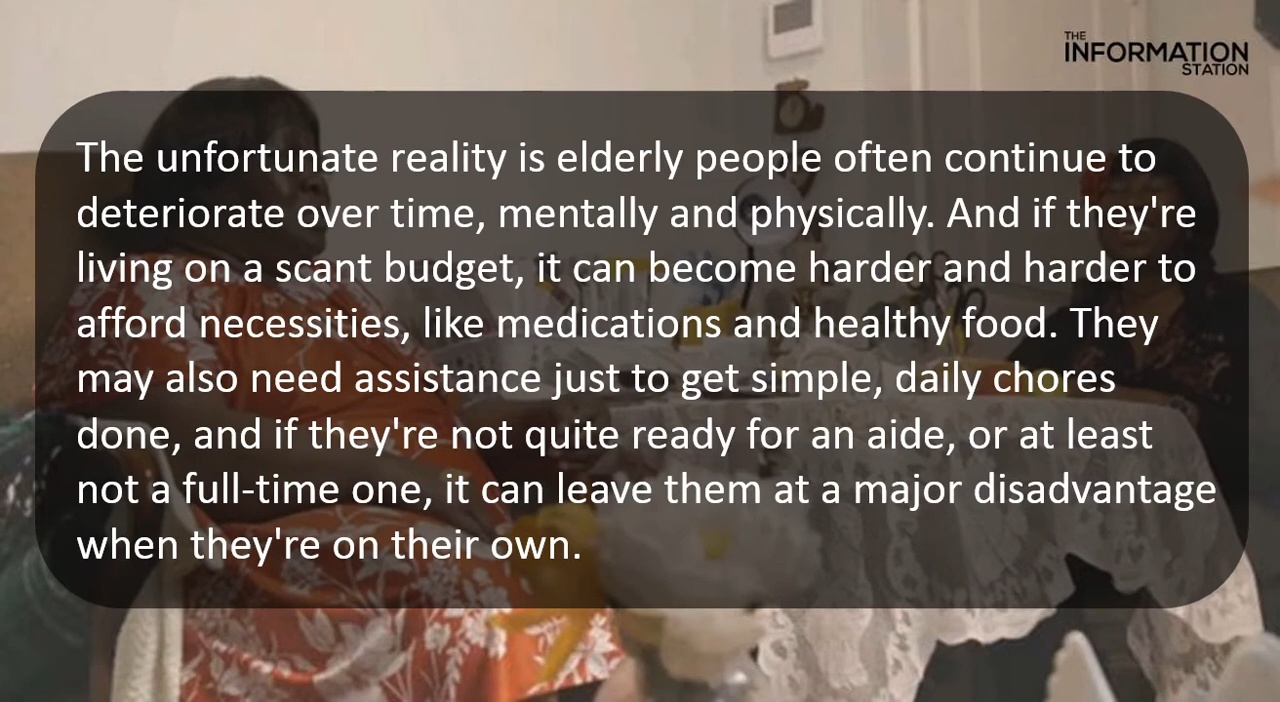 THE
INFORMATION
STATION
The unfortunate reality is elderly people often continue to
deteriorate over time, mentally and physically. And if they're
living on a scant budget, it can become harder and harder to
afford necessities, like medications and healthy food. They
may also need assistance just to get simple, daily chores
done, and if they're not quite ready for an aide, or at least
not a full-time one, it can leave them at a major disadvantage
when they're on their own.